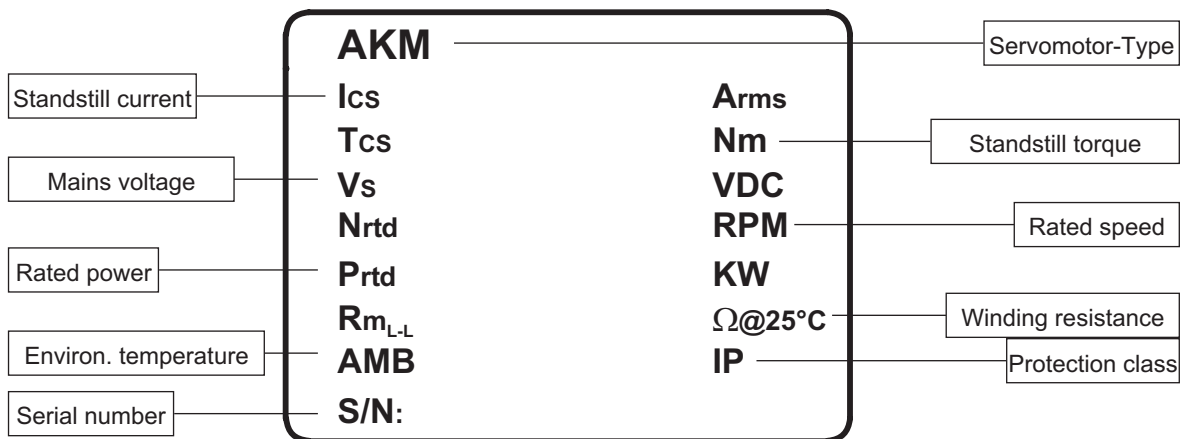 AKM Servomotor-Type
Standstill current Ics Arms
Tcs Nm Standstill torque
Mains voltage Vs VDC
Nrtd RPM Rated speed
Rated power Prtd KW
RmL-L Ω@25°C Winding resistance
Environ. temperature AMB IP Protection class
Serial number S/N: